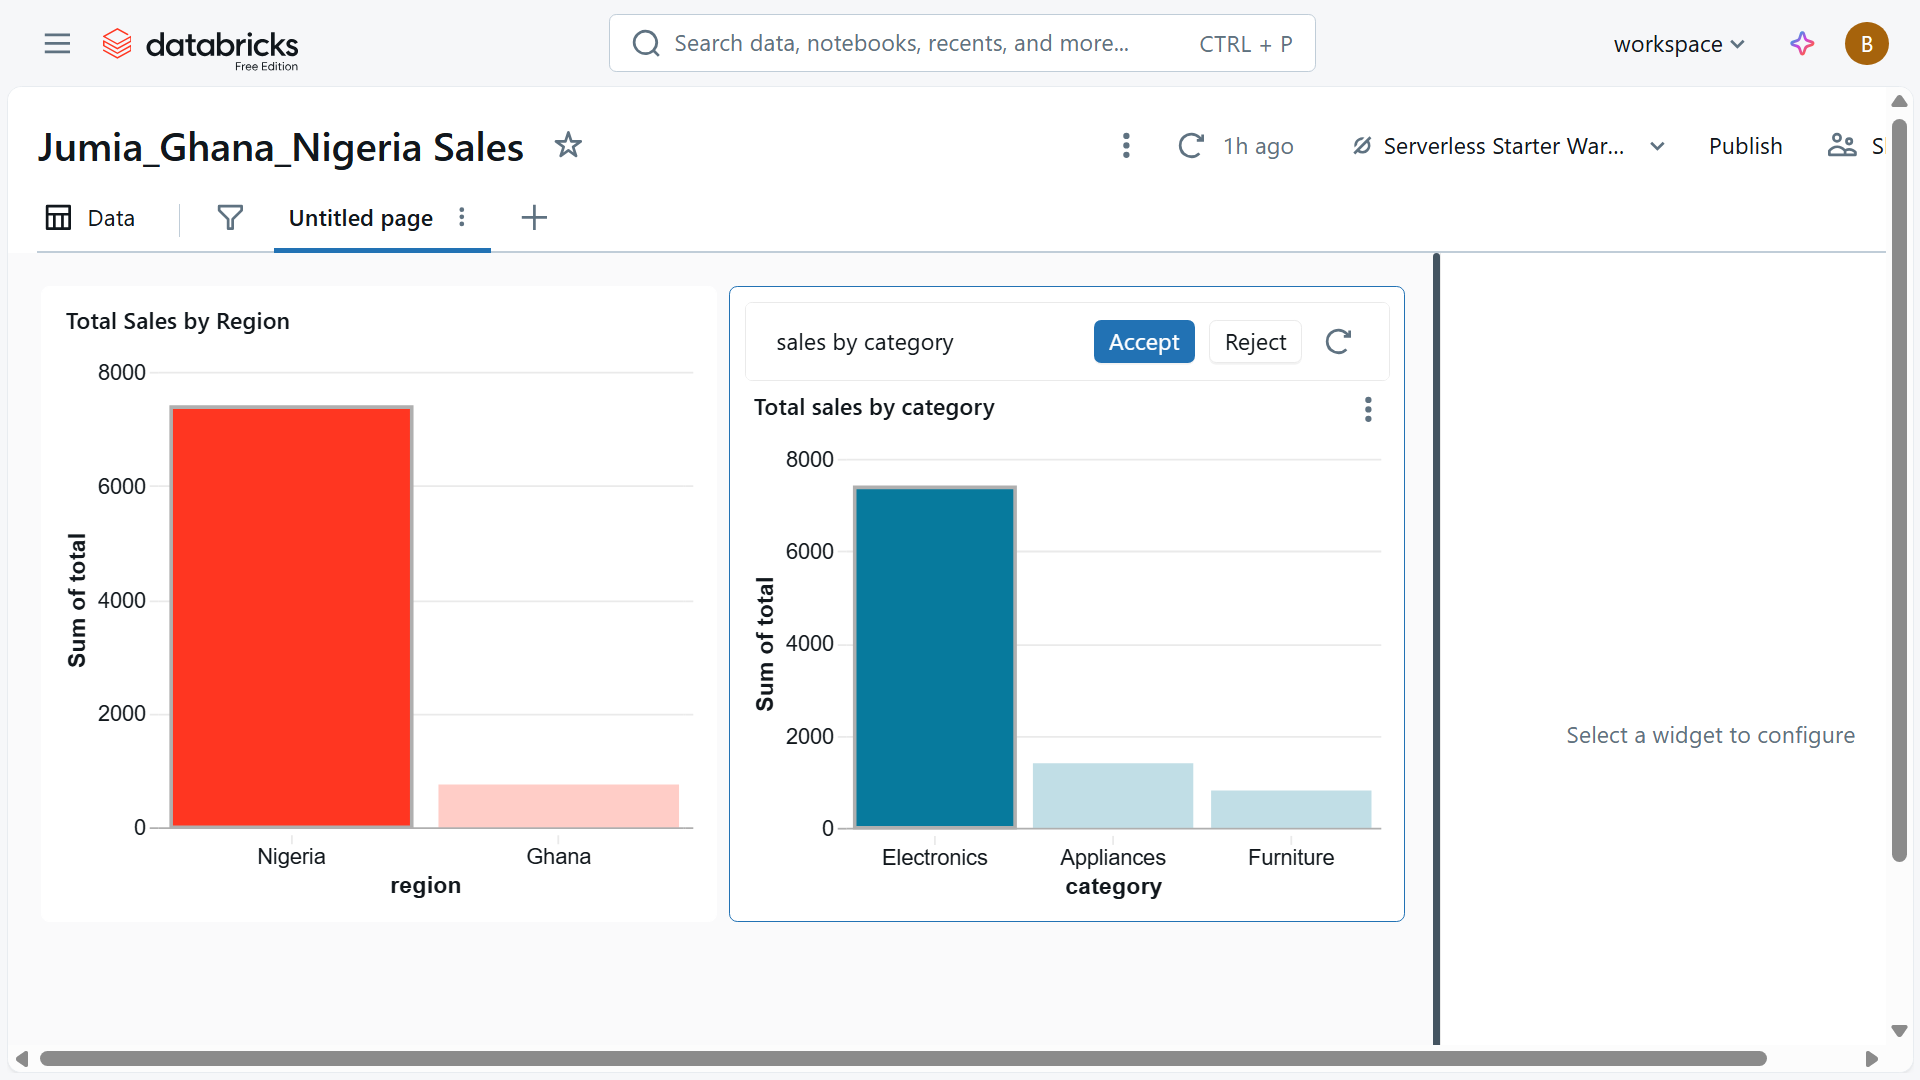 databricks
Free Edition
Search data, notebooks, recents, and more...
CTRL + P
workspace
B
Jumia_Ghana_Nigeria Sales
1h ago
Serverless Starter War...
Publish
Data
Untitled page
Total Sales by Region
8000
6000
4000
2000
0
Sum of total
Nigeria
Ghana
region
sales by category
Accept
Reject
Total sales by category
8000
6000
4000
2000
0
Sum of total
Electronics
Appliances
Furniture
category
Select a widget to configure